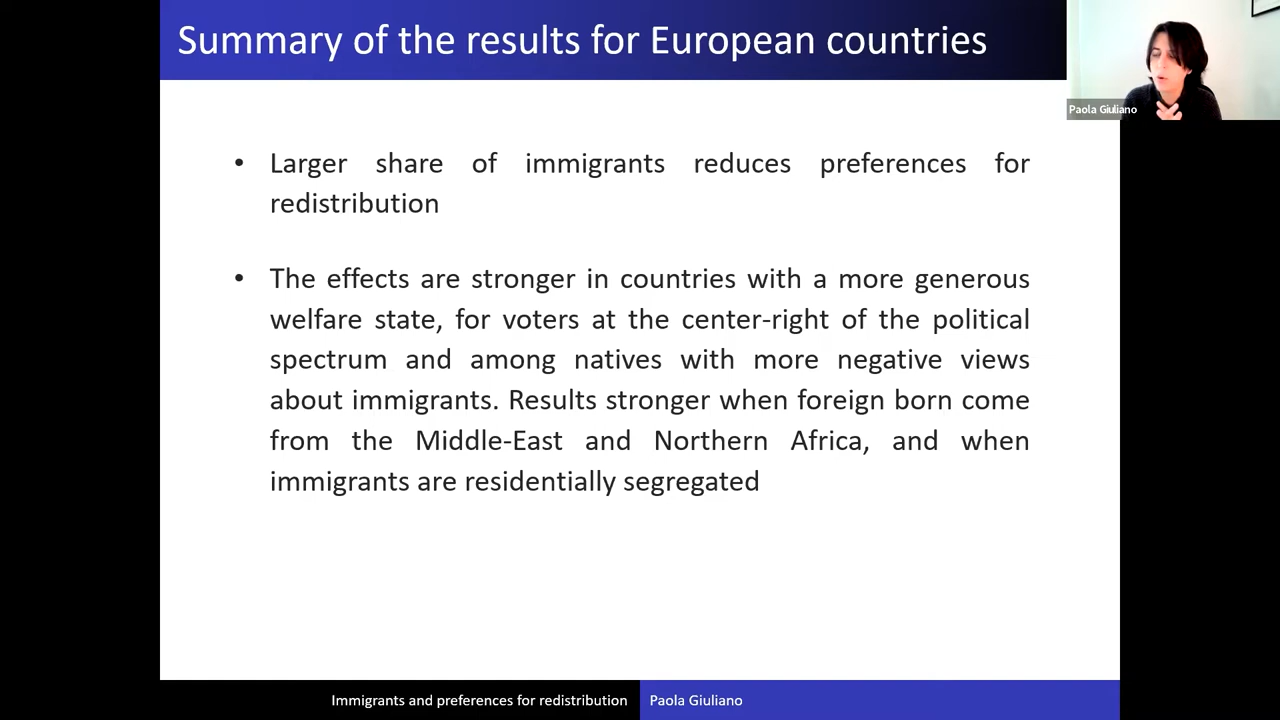 Summary of the results for European countries
Paola Giuliano
• Larger share of immigrants reduces preferences for
redistribution
• The effects are stronger in countries with a more generous
welfare state, for voters at the center-right of the political
spectrum and among natives with more negative views
about immigrants. Results stronger when foreign born come
from the Middle-East and Northern Africa, and when
immigrants are residentially segregated
Immigrants and preferences for redistribution
Paola Giuliano